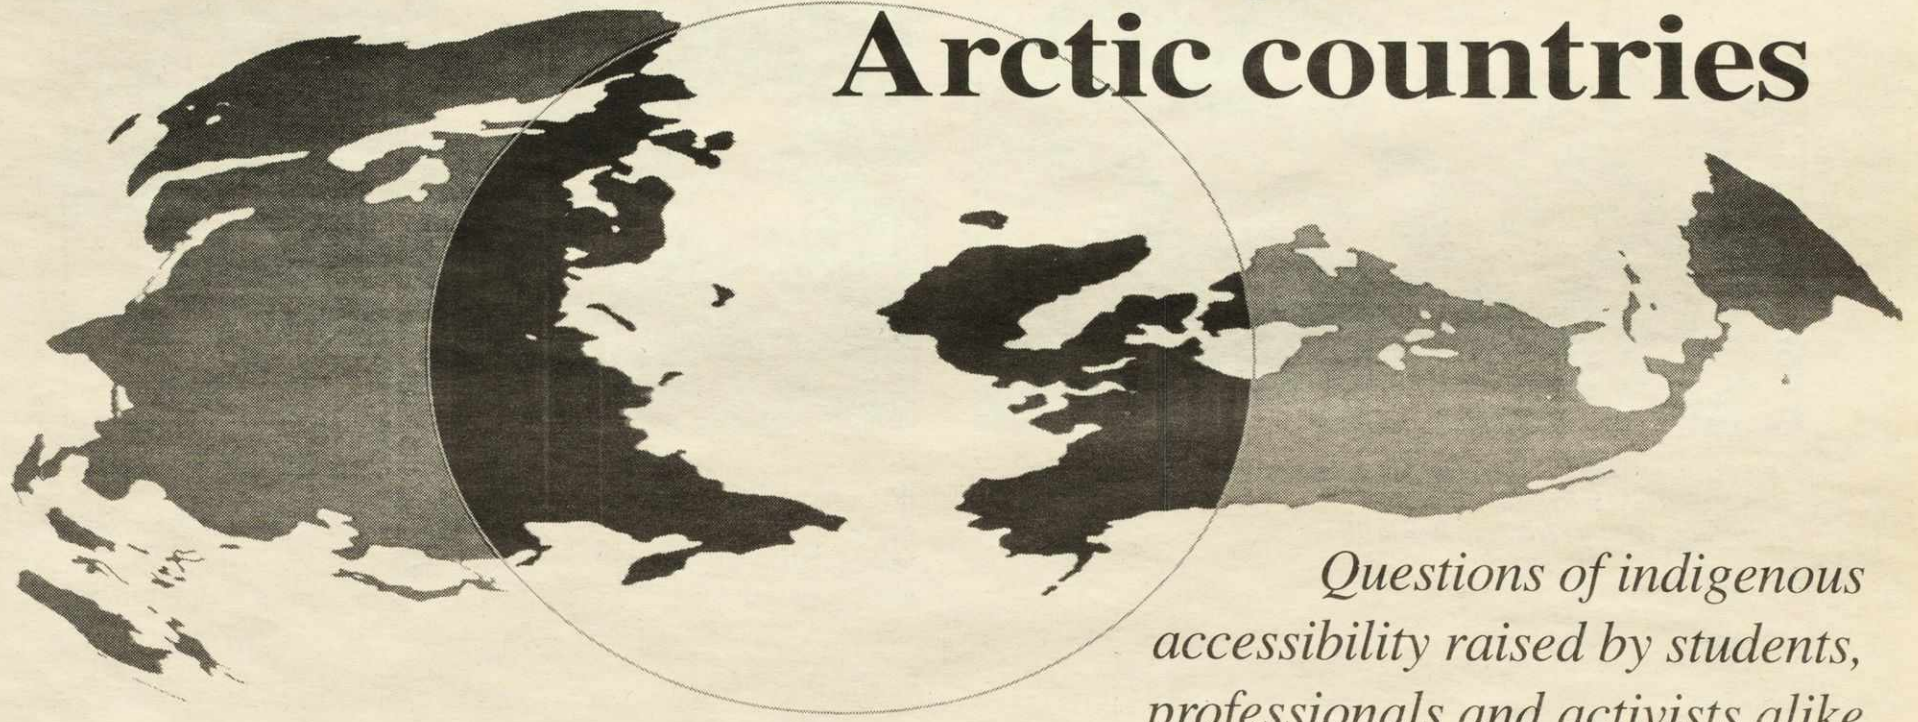 Arctic countries
Questions of indigenous
accessibility raised by students,
professionals and activists alike